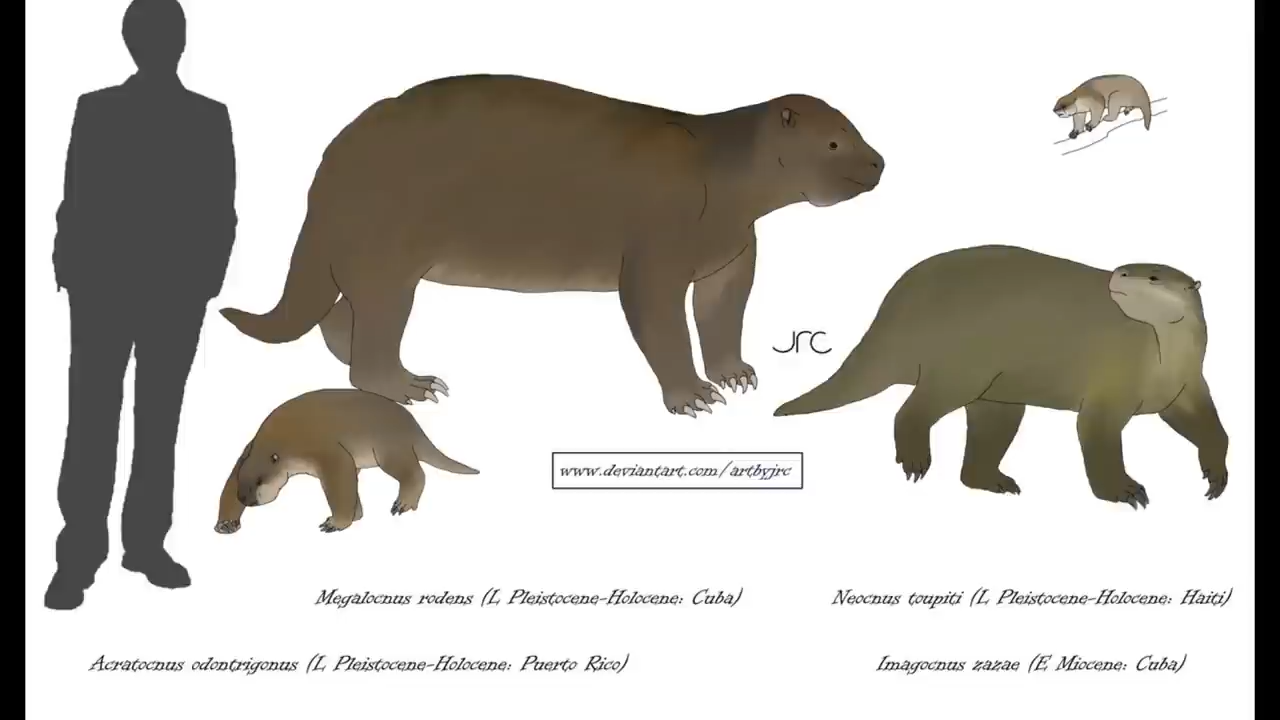 JRC
www.deviantart.com/artbyjrc
Megalocnus rodens (L Pleistocene-Holocene: Cuba)
Neocnus toupiti (L Pleistocene-Holocene: Haiti)
Acratocnus odontrigonus (L Pleistocene-Holocene: Puerto Rico)
Imagocnus zazae (E Miocene: Cuba)